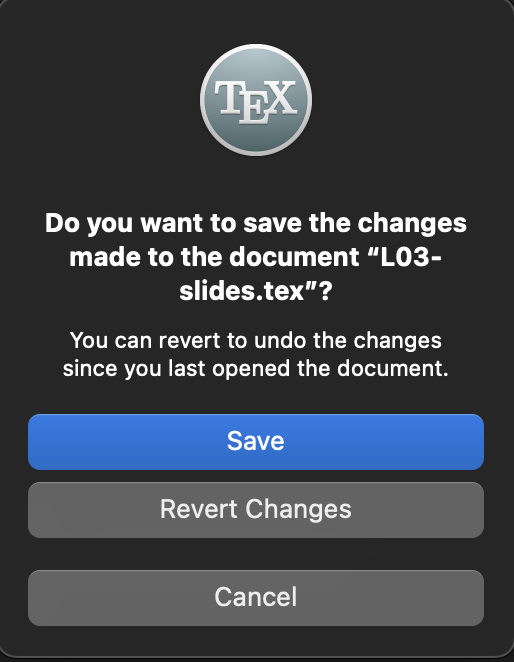 TEX
Do you want to save the changes
made to the document “L03-
slides.tex”?
You can revert to undo the changes
since you last opened the document.
Save
Revert Changes
Cancel